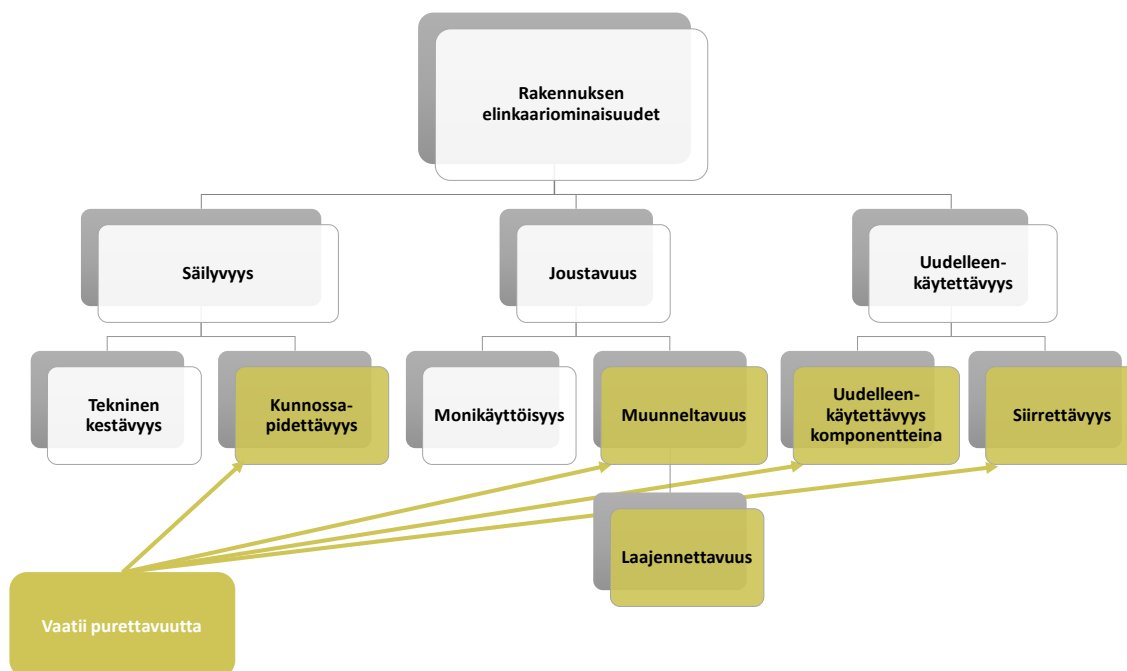 Rakennuksen
elinkaariominaisuudet
Säilyvyys
Joustavuus
Uudelleen-
käytettävyys
Tekninen
kestävyys
Kunnossa-
pidettävyys
Monikäyttöisyys
Muunneltavuus
Uudelleen-
käytettävyys
komponentteina
Siirrettävyys
Laajennettavuus
Vaatii purettavuutta